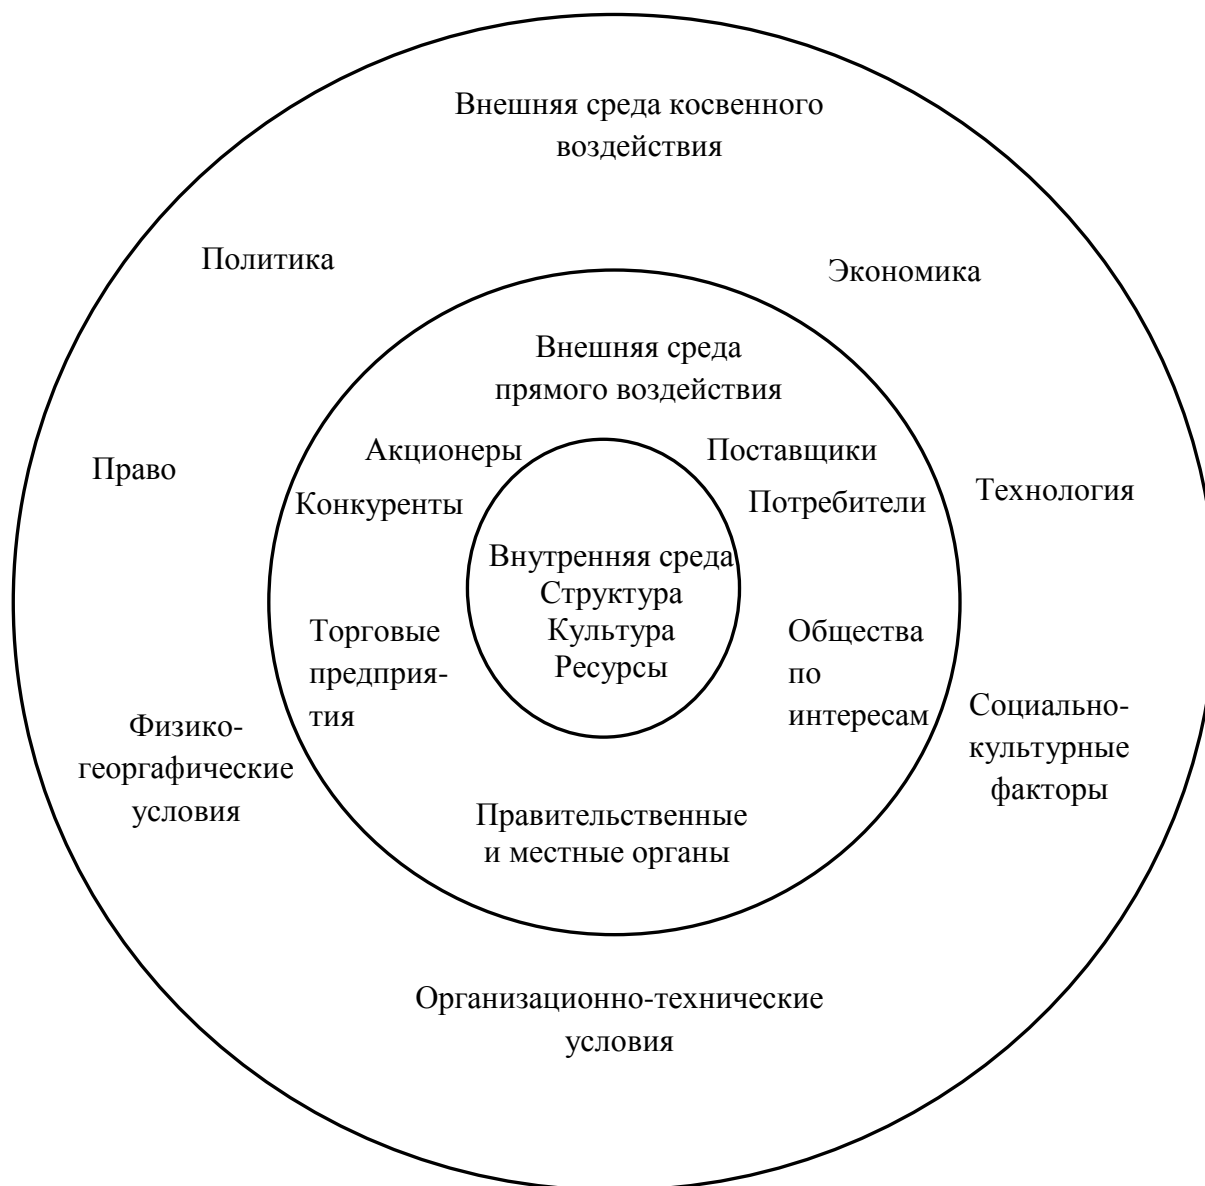 Внешняя среда косвенного
воздействия
Политика
Экономика
Внешняя среда
прямого воздействия
Акционеры
Поставщики
Право
Конкуренты
Потребители
Технология
Внутренняя среда
Структура
Культура
Ресурсы
Торговые
предприя-
тия
Общества
по
интересам
Физико-
георгафические
условия
Социально-
культурные
факторы
Правительственные
и местные органы
Организационно-технические
условия